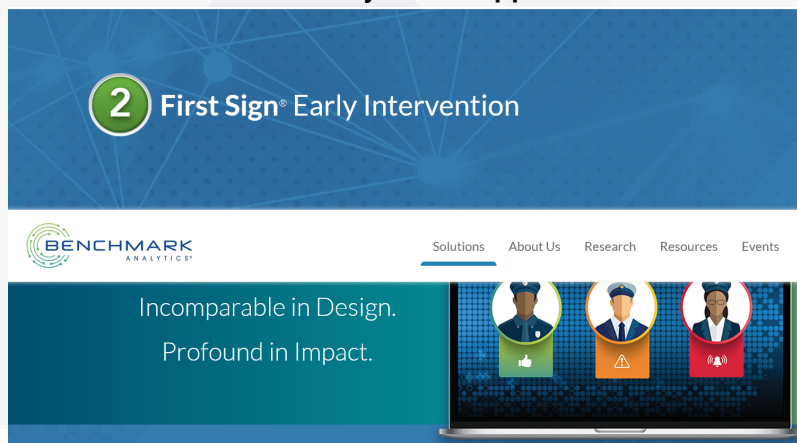 2 First Sign® Early Intervention
BENCHMARK
ANALYTICS®
Solutions About Us Research Resources Events
Incomparable in Design.
Profound in Impact.